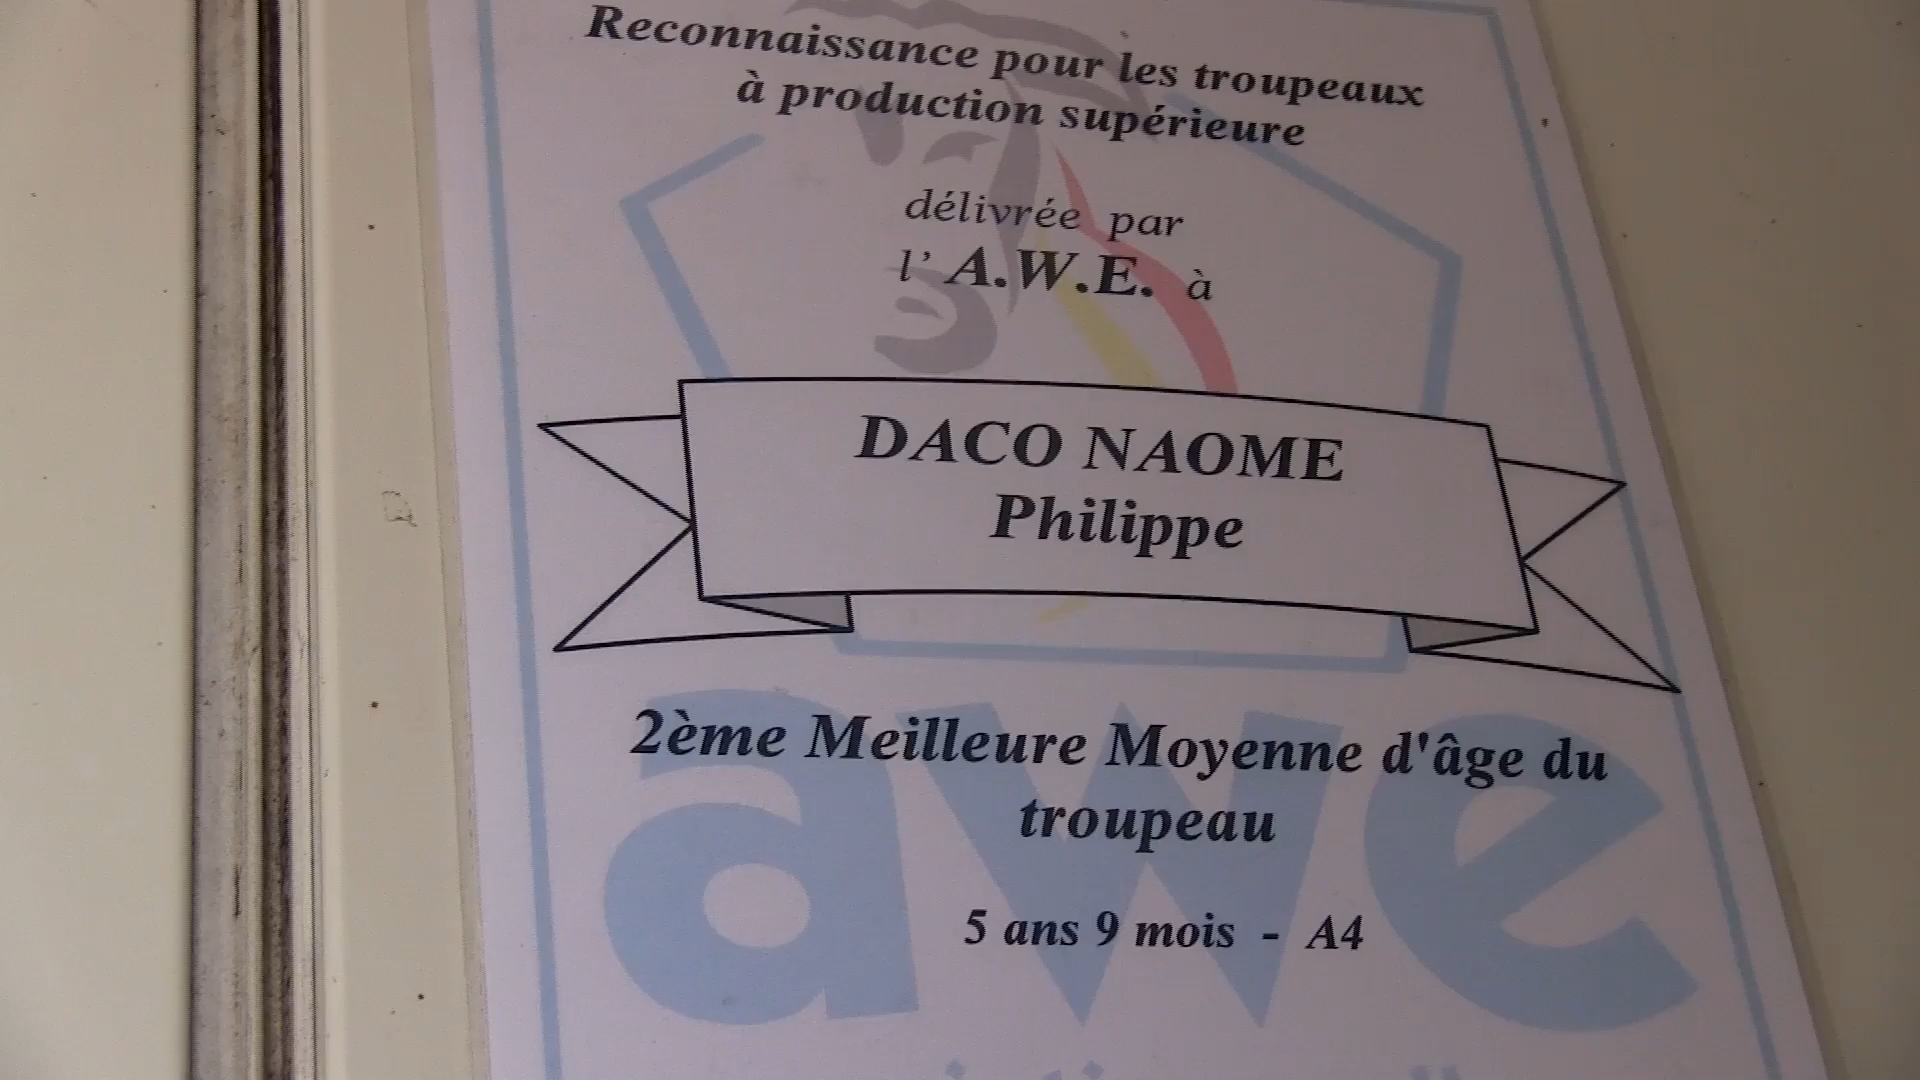 Reconnaissance pour les troupeaux
à production supérieure
délivrée par
l' A.W.E. à
DACO NAOME
Philippe
2ème Meilleure Moyenne d'âge du
troupeau
5 ans 9 mois - A4
awe